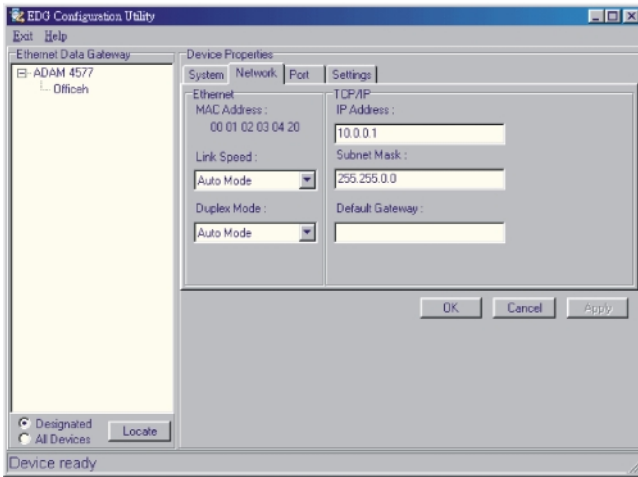 EDG Configuration Utility
Exit Help
Ethernet Data Gateway
ADAM 4577
Officeh
Device Properties
System Network Port Settings
Ethernet
MAC Address :
00 01 02 03 04 20
Link Speed :
Auto Mode
Duplex Mode :
Auto Mode
TCP/IP
IP Address :
10.0.0.1
Subnet Mask :
255.255.0.0
Default Gateway :
OK Cancel Apply
Designated
All Devices
Locate
Device ready